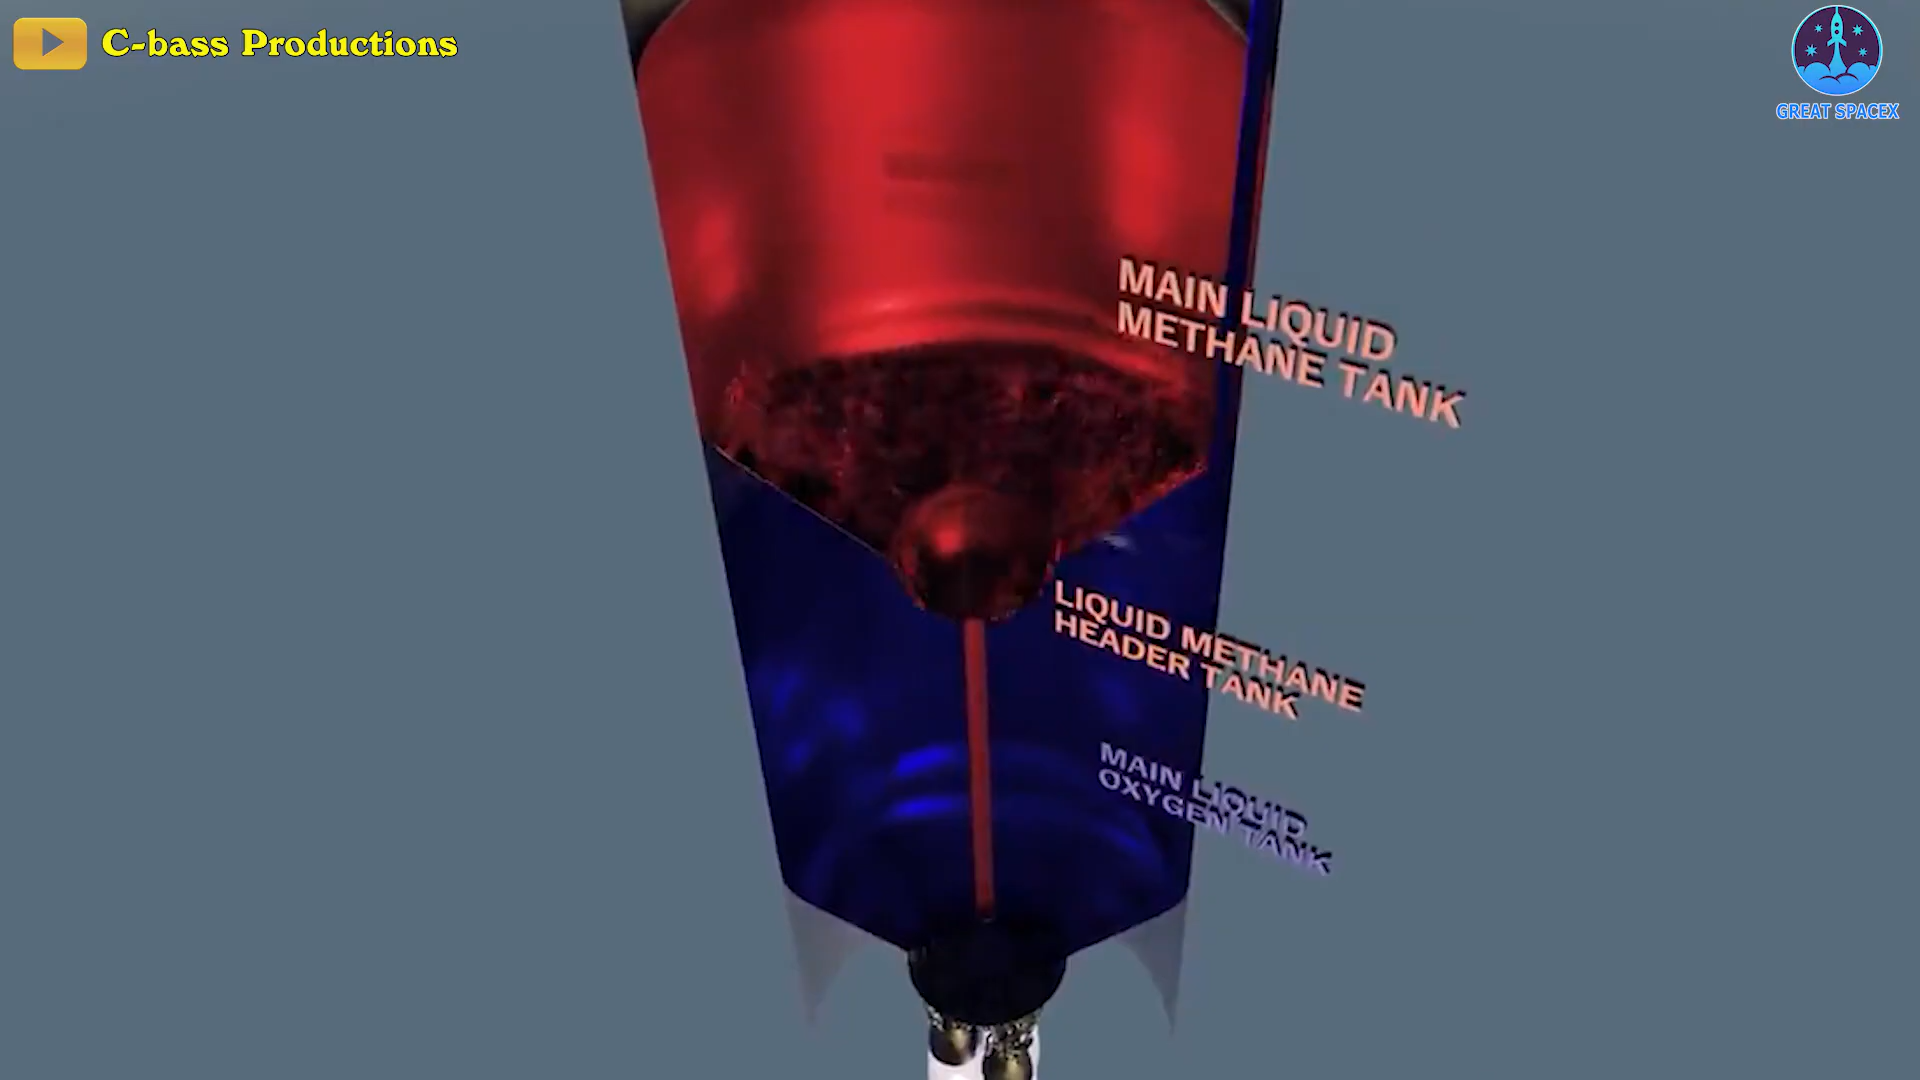 C-bass Productions
GREAT SPACEX
MAIN LIQUID
METHANE TANK
LIQUID METHANE
HEADER TANK
MAIN LIQUID
OXYGEN TANK